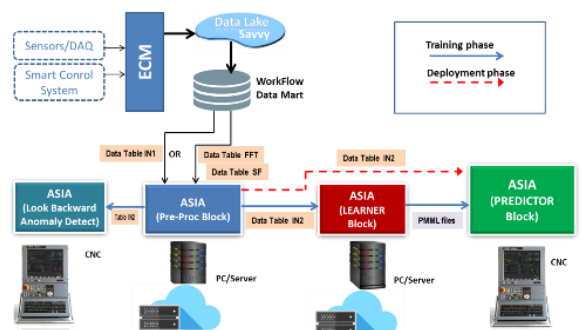 Sensors/DAQ
Smart Conrol
System
ECM
Data Lake
Savvy
WorkFlow
Data Mart
Training phase
Deployment phase
Data Table IN1
OR
Data Table FFT
Data Table SF
Data Table IN2
ASIA
(Look Backward
Anomaly Detect)
Table IN2
ASIA
(Pre-Proc Block)
Data Table IN2
ASIA
(LEARNER
Block)
PMML files
ASIA
(PREDICTOR
Block)
CNC
PC/Server
PC/Server
CNC